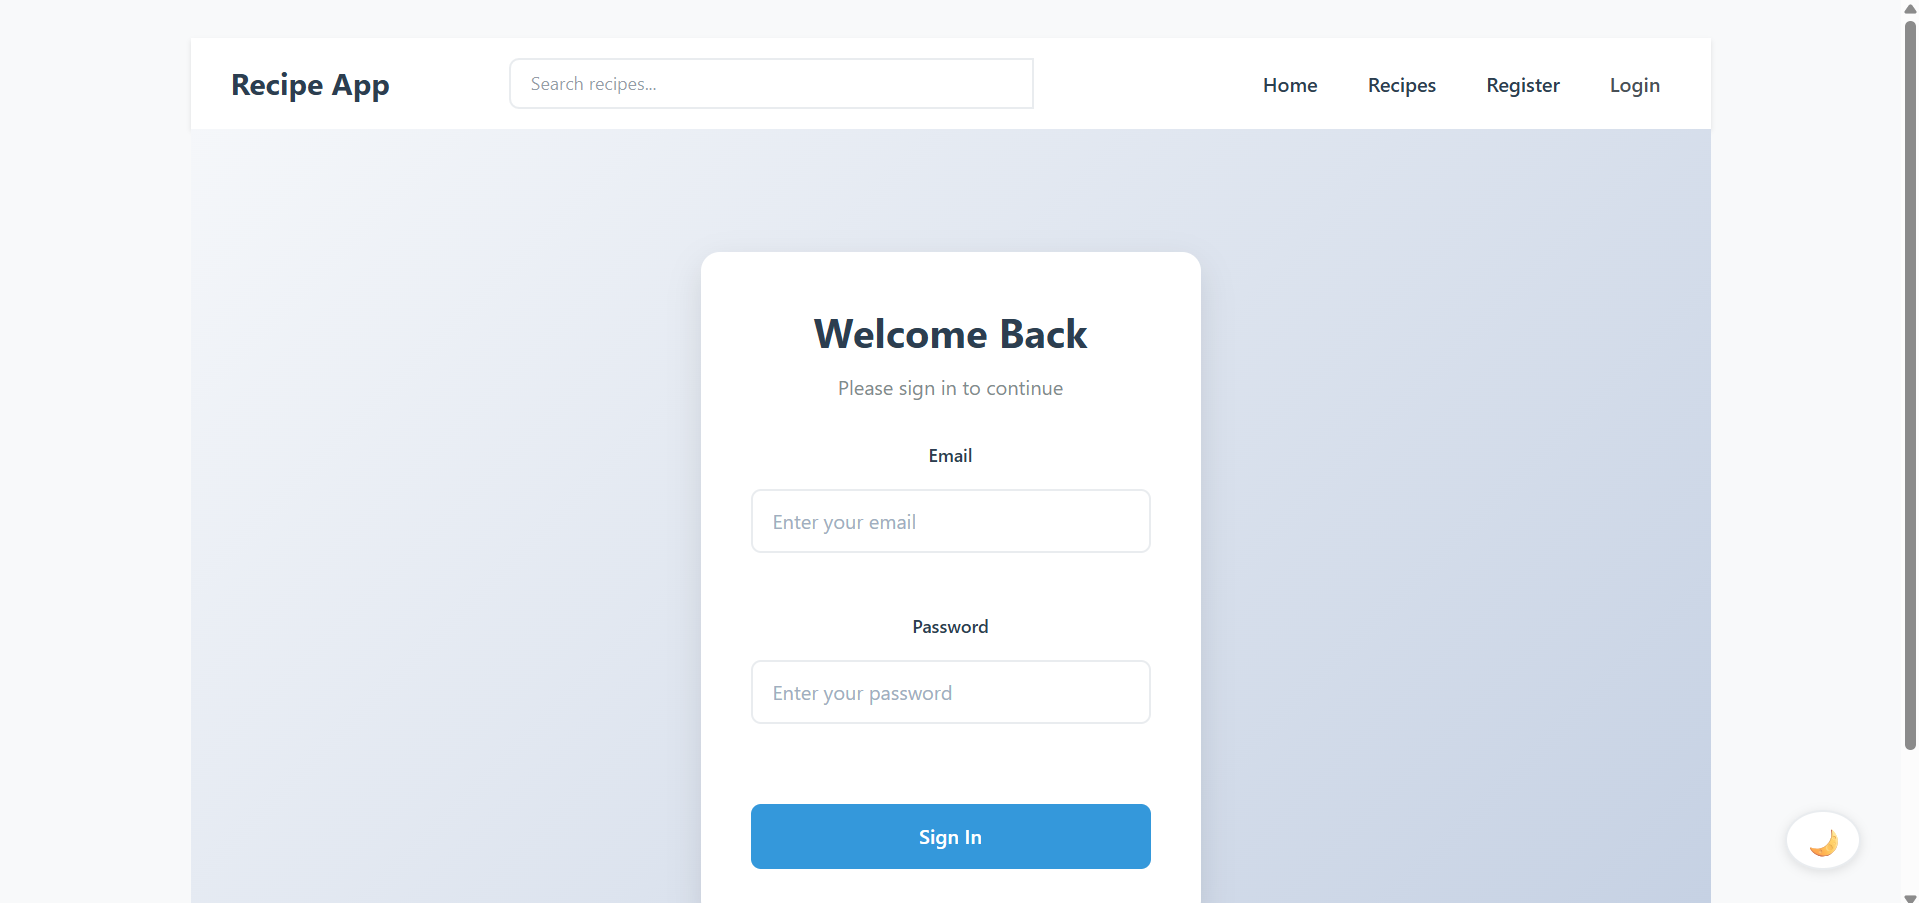 Recipe App
Search recipes...
Home Recipes Register Login
Welcome Back
Please sign in to continue
Email
Enter your email
Password
Enter your password
Sign In